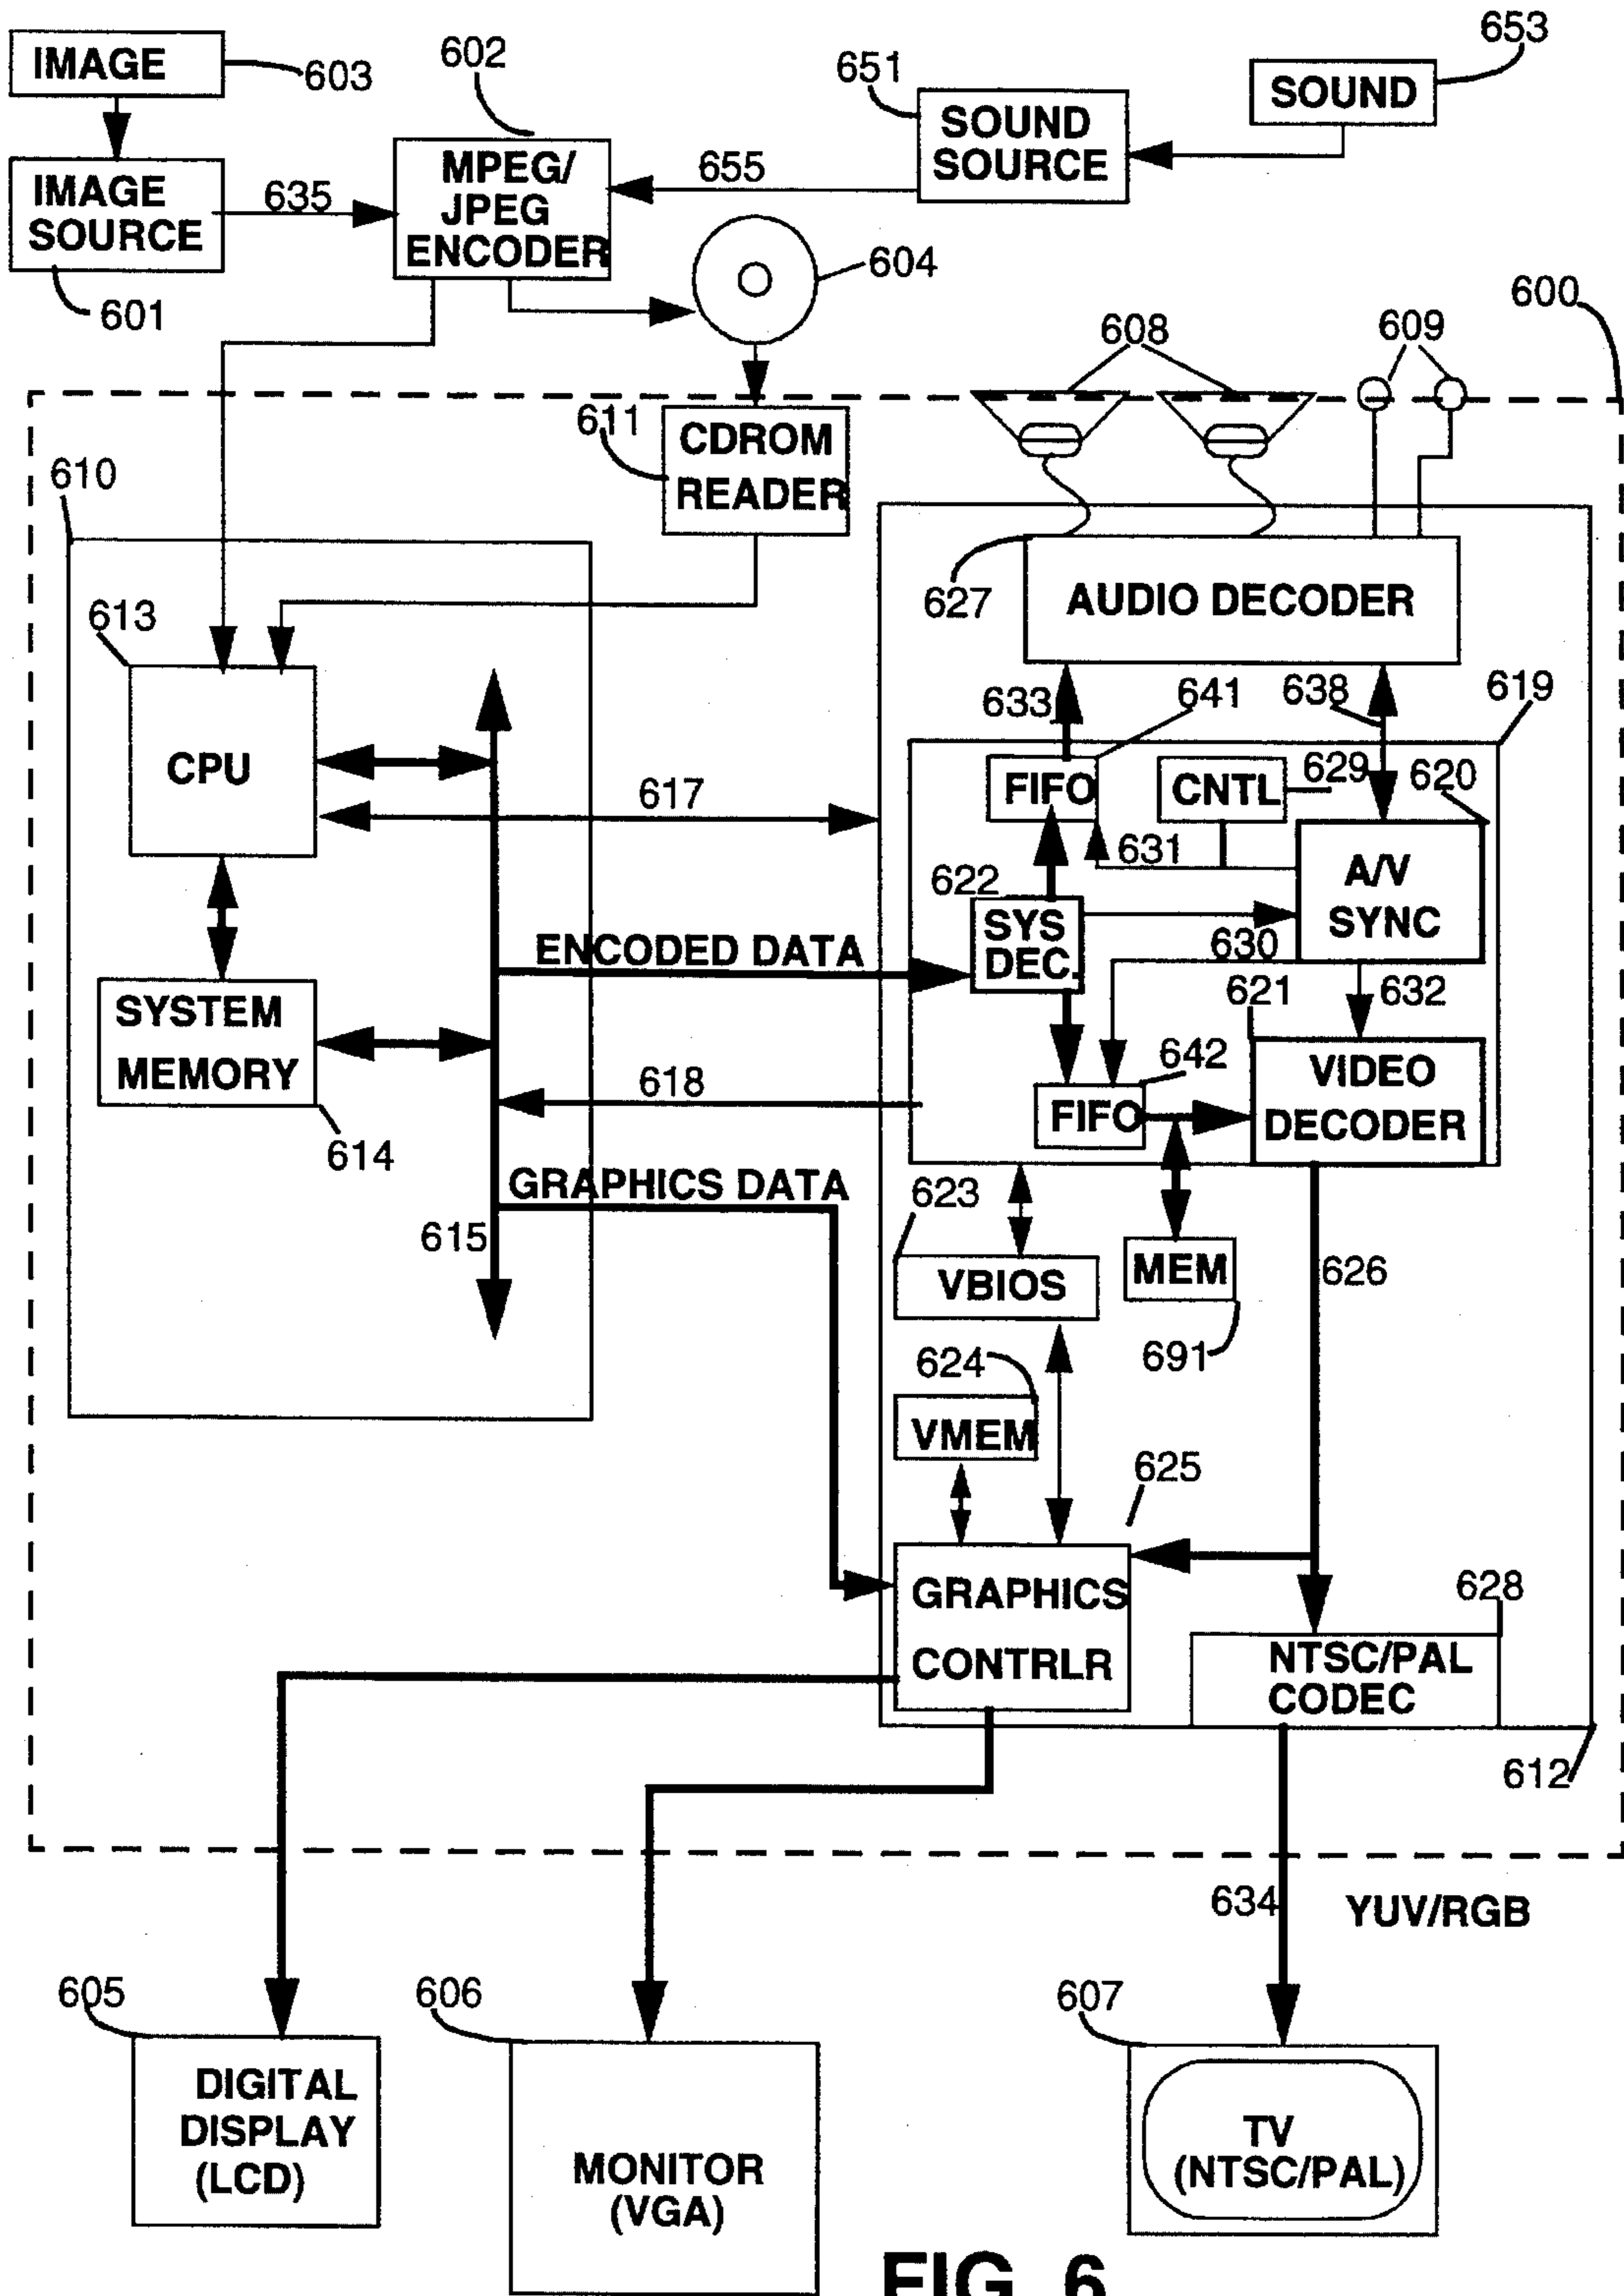 IMAGE
603
602
651
653
SOUND
SOUND
SOURCE
MPEG/
JPEG
ENCODER
655
IMAGE
SOURCE
635
601
604
600
608
609
611
CDROM
READER
610
627
AUDIO DECODER
613
CPU
633
641
638
619
617
FIFO
CNTL
629
620
631
622
A/V
SYNC
SYS
DEC.
630
ENCODED DATA
621
632
SYSTEM
MEMORY
614
618
642
FIFO
VIDEO
DECODER
GRAPHICS DATA
615
623
VBIOS
MEM
626
691
624
VMEM
625
GRAPHICS
CONTRLR
628
NTSC/PAL
CODEC
612
634
YUV/RGB
605
606
607
DIGITAL
DISPLAY
(LCD)
MONITOR
(VGA)
TV
(NTSC/PAL)
FIG. 6